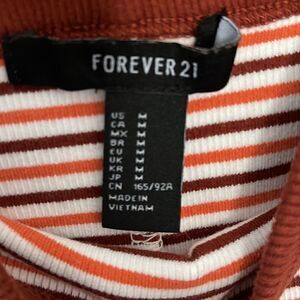 FOREVER 21
US M
CA M
MX M
BR M
EU M
UK M
KR M
JP M
CN 165/92A
MADE IN
VIETNAM